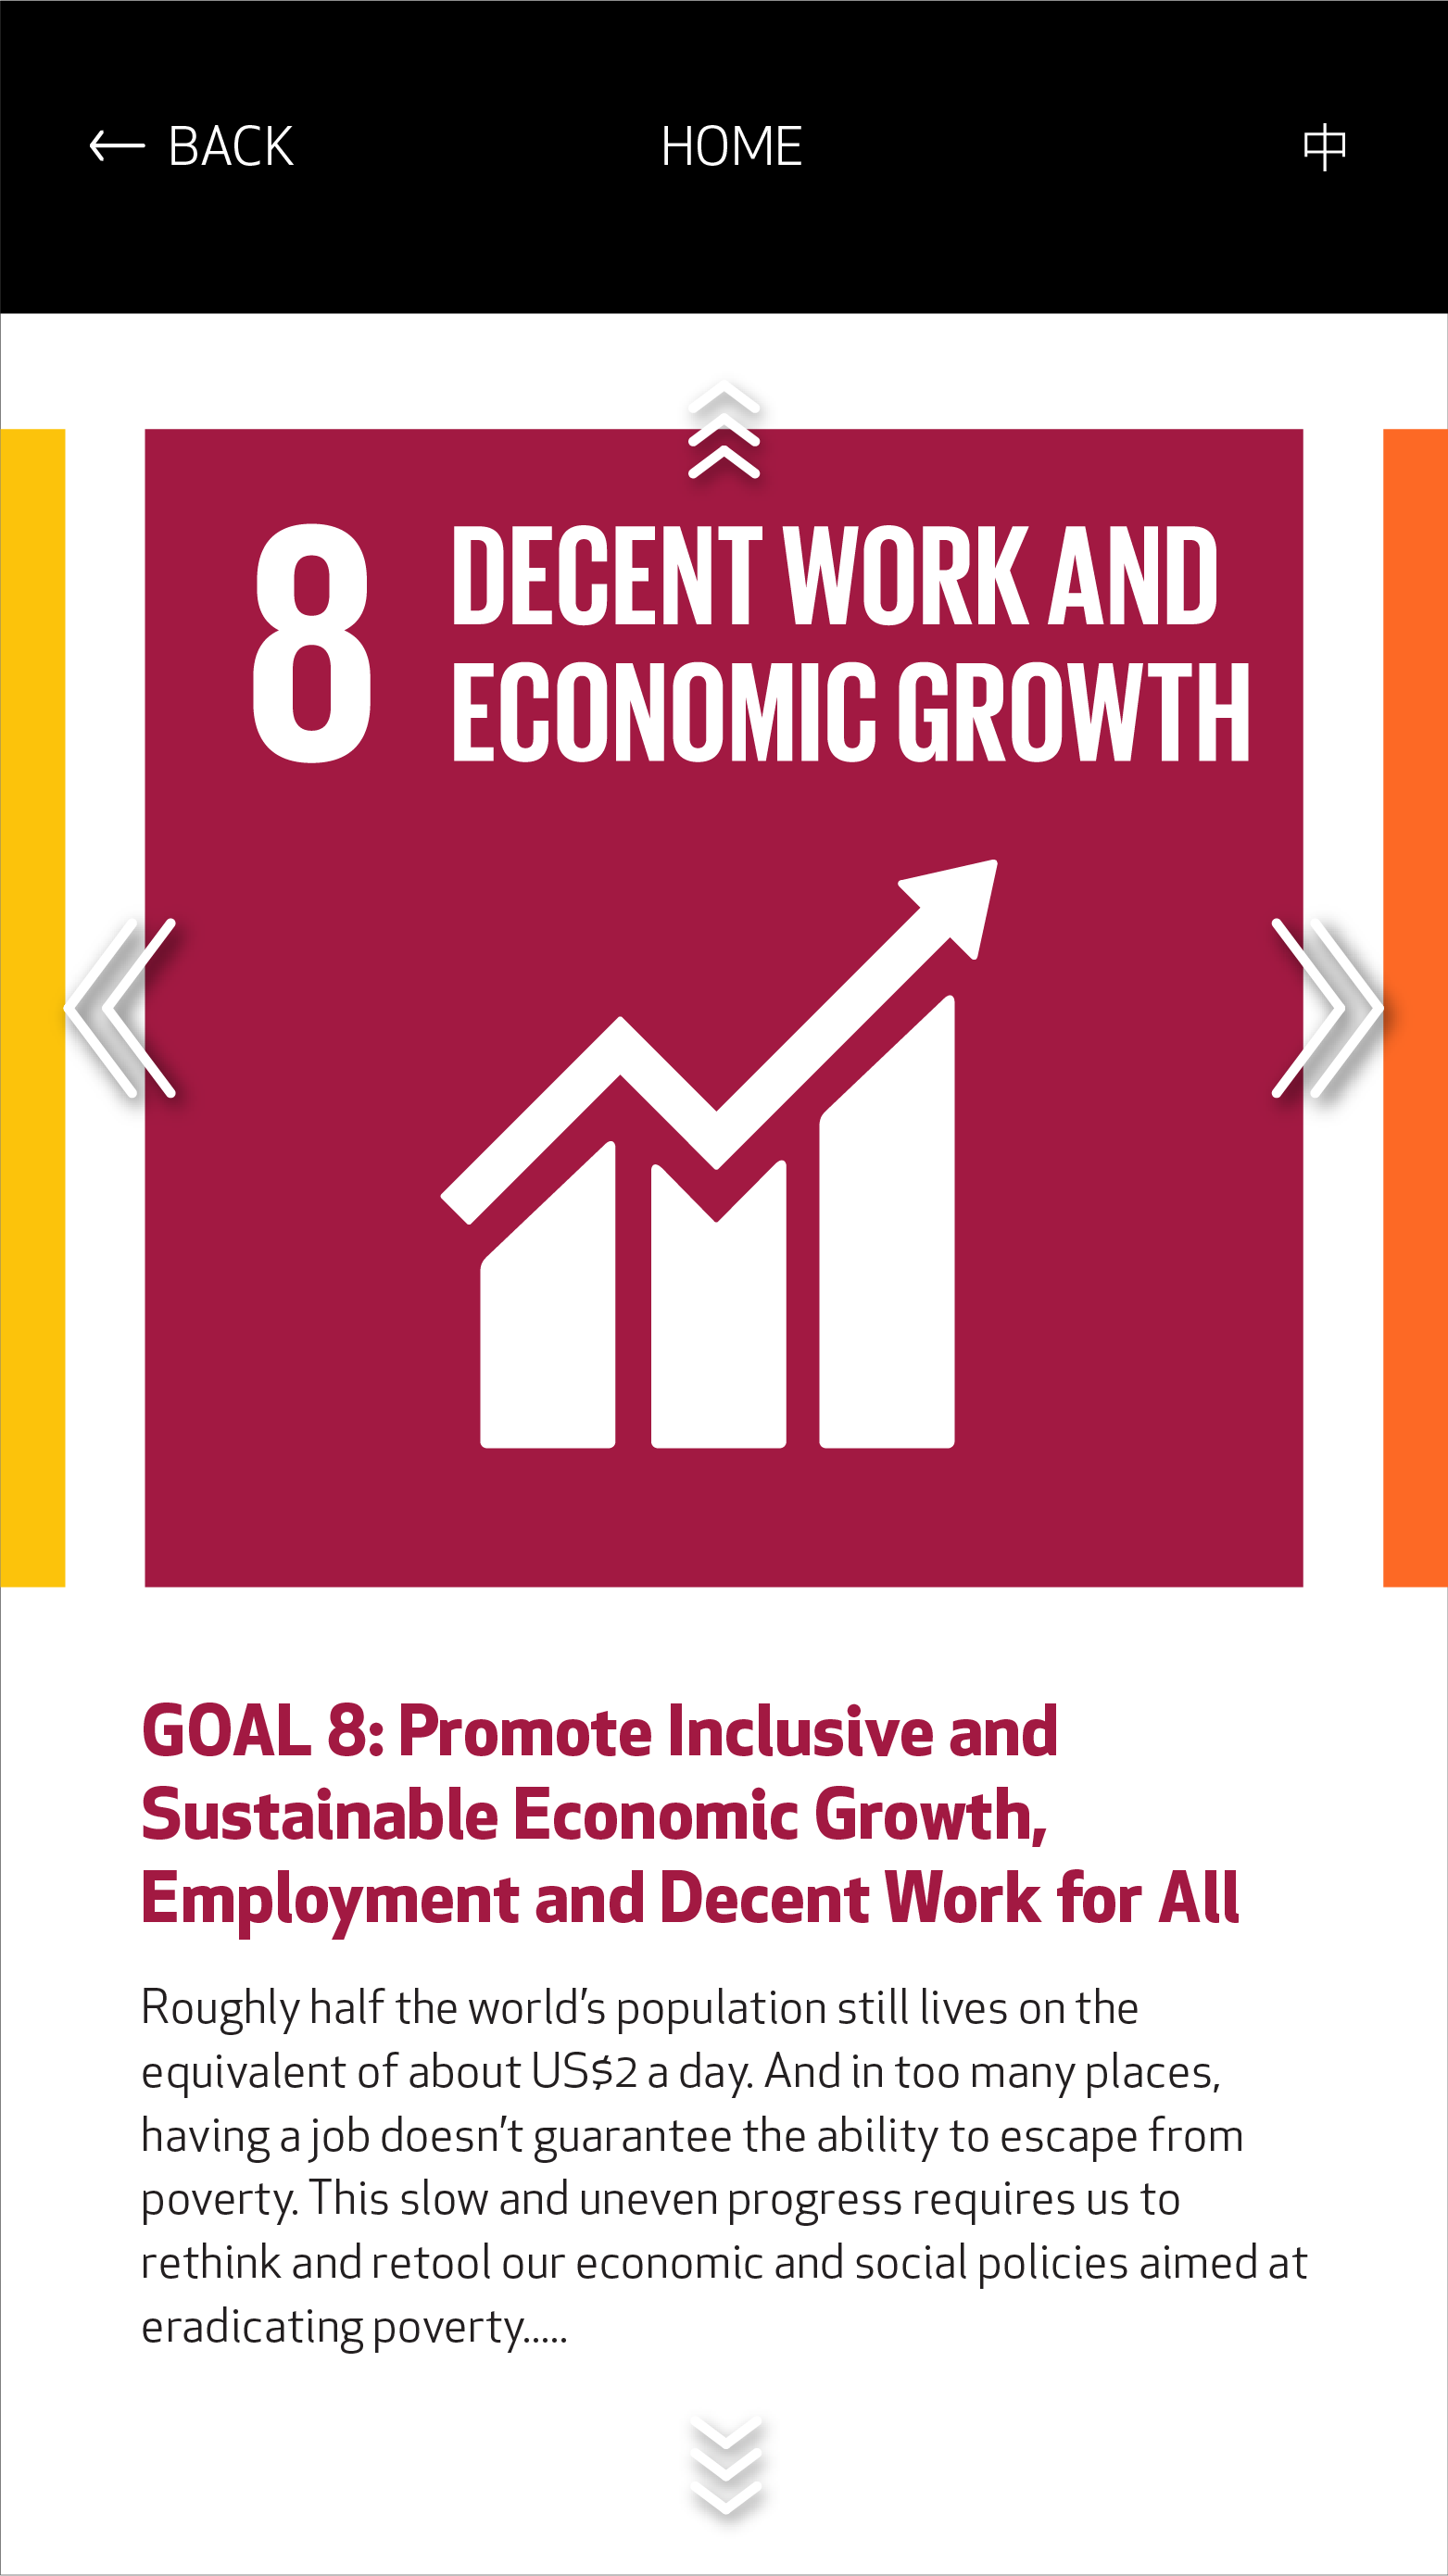 BACK
HOME
中
8
DECENT WORK AND
ECONOMIC GROWTH
GOAL 8: Promote Inclusive and
Sustainable Economic Growth,
Employment and Decent Work for All
Roughly half the world’s population still lives on the
equivalent of about US$2 a day. And in too many places,
having a job doesn’t guarantee the ability to escape from
poverty. This slow and uneven progress requires us to
rethink and retool our economic and social policies aimed at
eradicating poverty.....